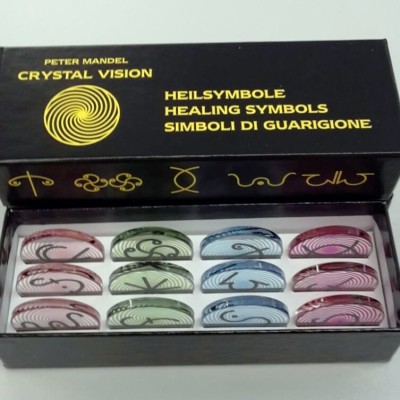 PETER MANDEL
CRYSTAL VISION
HEILSYMBOLE
HEALING SYMBOLS
SIMBOLI DI GUARIGIONE